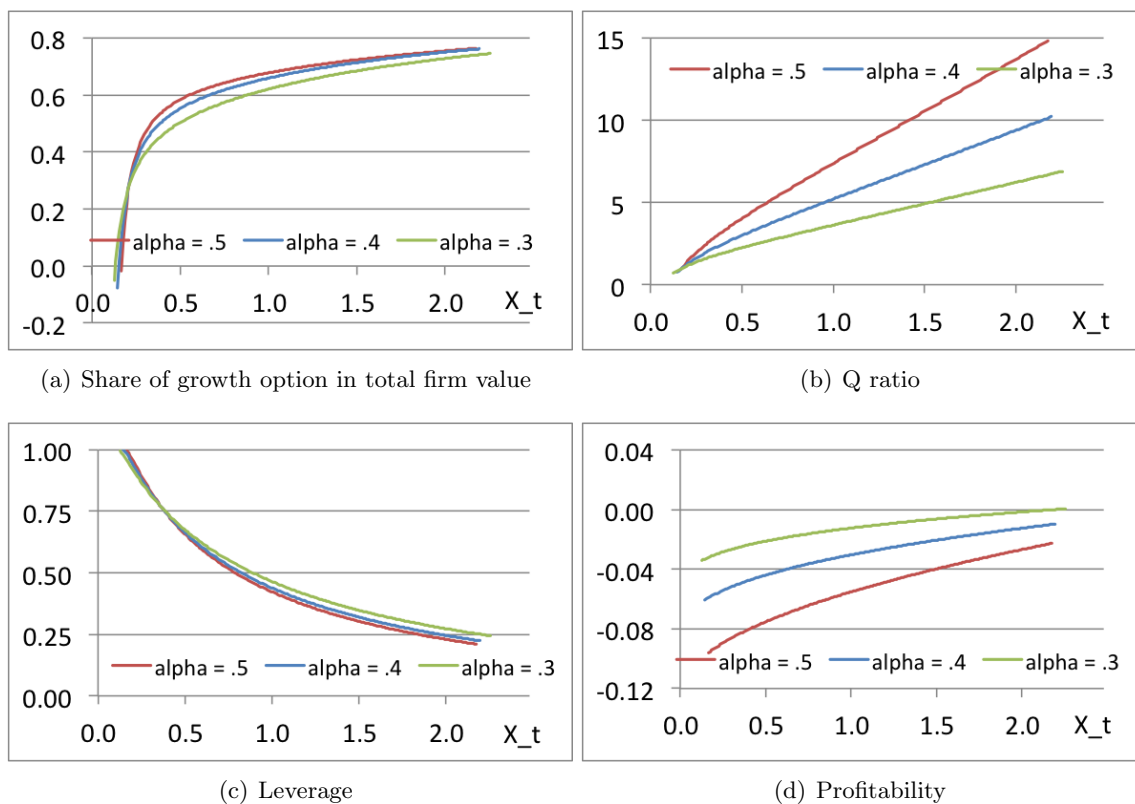 0.8
0.6
0.4
0.2
0.0
-0.2
alpha = .5 alpha = .4 alpha = .3
0.0 0.5 1.0 1.5 2.0 X_t
(a) Share of growth option in total firm value
15
10
5
0
alpha = .5 alpha = .4 alpha = .3
0.0 0.5 1.0 1.5 2.0 X_t
(b) Q ratio
1.00
0.75
0.50
0.25
0.00
alpha = .5 alpha = .4 alpha = .3
0.0 0.5 1.0 1.5 2.0 X_t
(c) Leverage
0.04
0.00
-0.04
-0.08
-0.12
alpha = .5 alpha = .4 alpha = .3
0.0 0.5 1.0 1.5 2.0 X_t
(d) Profitability